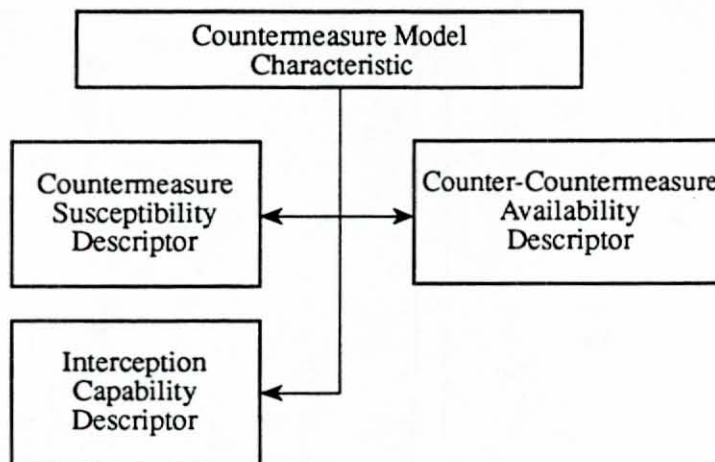 Countermeasure Model
Characteristic
Countermeasure
Susceptibility
Descriptor
Counter-Countermeasure
Availability
Descriptor
Interception
Capability
Descriptor